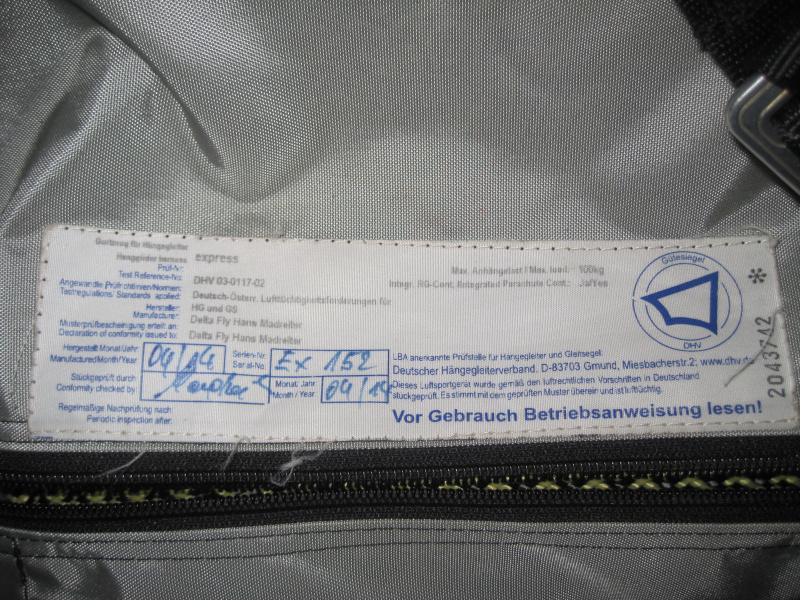 Gurtzeug für Hängegleiter
Hangglider harness express
Prüf-Nr.
Test Reference-No: DHV 03-0117-02
Angewandte Prüfrichtlinien/Normen:
Testregulations/ Standards applied: Deutsch-Österr. Lufttüchtigkeitsforderungen für
HG und GS
Hersteller:
Manufacturer: Delta Fly Hans Madreiter
Musterprüfbescheinigung erteilt an:
Declaration of conformity issued to: Delta Fly Hans Madreiter
Max. Anhängelast / Max. load: 100kg
Integr. RG-Cont. /Integrated Parachute Cont.: Ja/Yes
Hergestellt Monat/Jahr:
Manufactured Month/Year 04/14
Serien-Nr.
Serial-No. Ex 152
Stückgeprüft durch
Conformity checked by
Monat. Jahr
Month / Year: 04/14
Regelmäßige Nachprüfung nach:
Periodic inspection after:
LBA anerkannte Prüfstelle für Hängegleiter und Gleitsegel:
Deutscher Hängegleiterverband, D-83703 Gmund, Miesbacherstr.2; www.dhv.de
Dieses Luftsportgerät wurde gemäß den luftrechtlichen Vorschriften in Deutschland
stückgeprüft. Es stimmt mit dem geprüften Muster überein und ist lufttüchtig.
Vor Gebrauch Betriebsanweisung lesen!
Gütesiegel
DHV
2043742 *